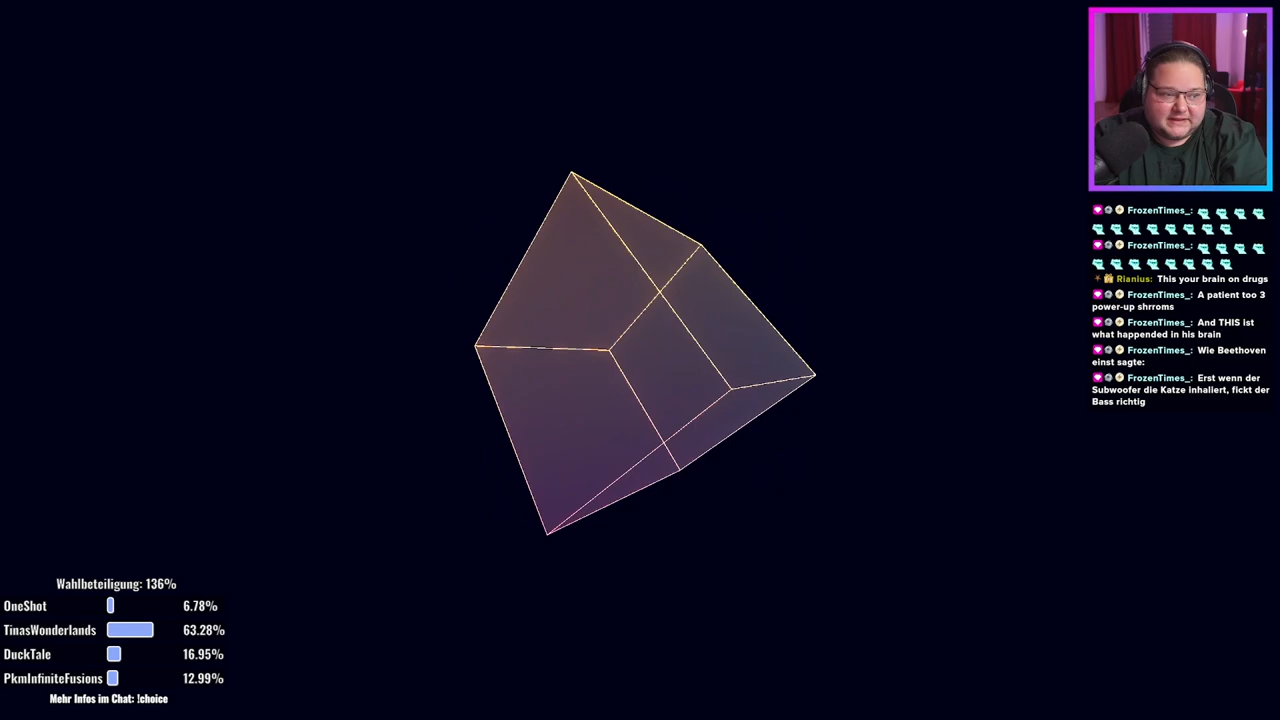 FrozenTimes_:
FrozenTimes_:
Rianius: This your brain on drugs
FrozenTimes_: A patient too 3
power-up shrroms
FrozenTimes_: And THIS ist
what happended in his brain
FrozenTimes_: Wie Beethoven
einst sagte:
FrozenTimes_: Erst wenn der
Subwoofer die Katze inhaliert, fickt der
Bass richtig
Wahlbeteiligung: 136%
OneShot 6.78%
TinasWonderlands 63.28%
DuckTale 16.95%
PkmInfiniteFusions 12.99%
Mehr Infos im Chat: !choice